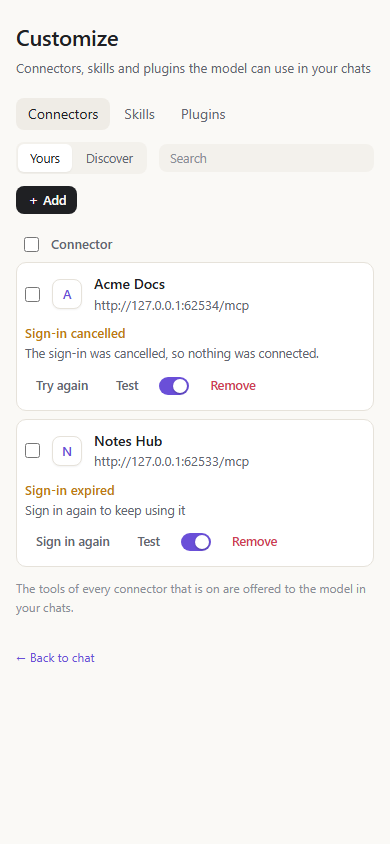 Customize
Connectors, skills and plugins the model can use in your chats
Connectors Skills Plugins
Yours Discover Search
+ Add
Connector
A Acme Docs
http://127.0.0.1:62534/mcp
Sign-in cancelled
The sign-in was cancelled, so nothing was connected.
Try again Test Remove
N Notes Hub
http://127.0.0.1:62533/mcp
Sign-in expired
Sign in again to keep using it
Sign in again Test Remove
The tools of every connector that is on are offered to the model in
your chats.
← Back to chat